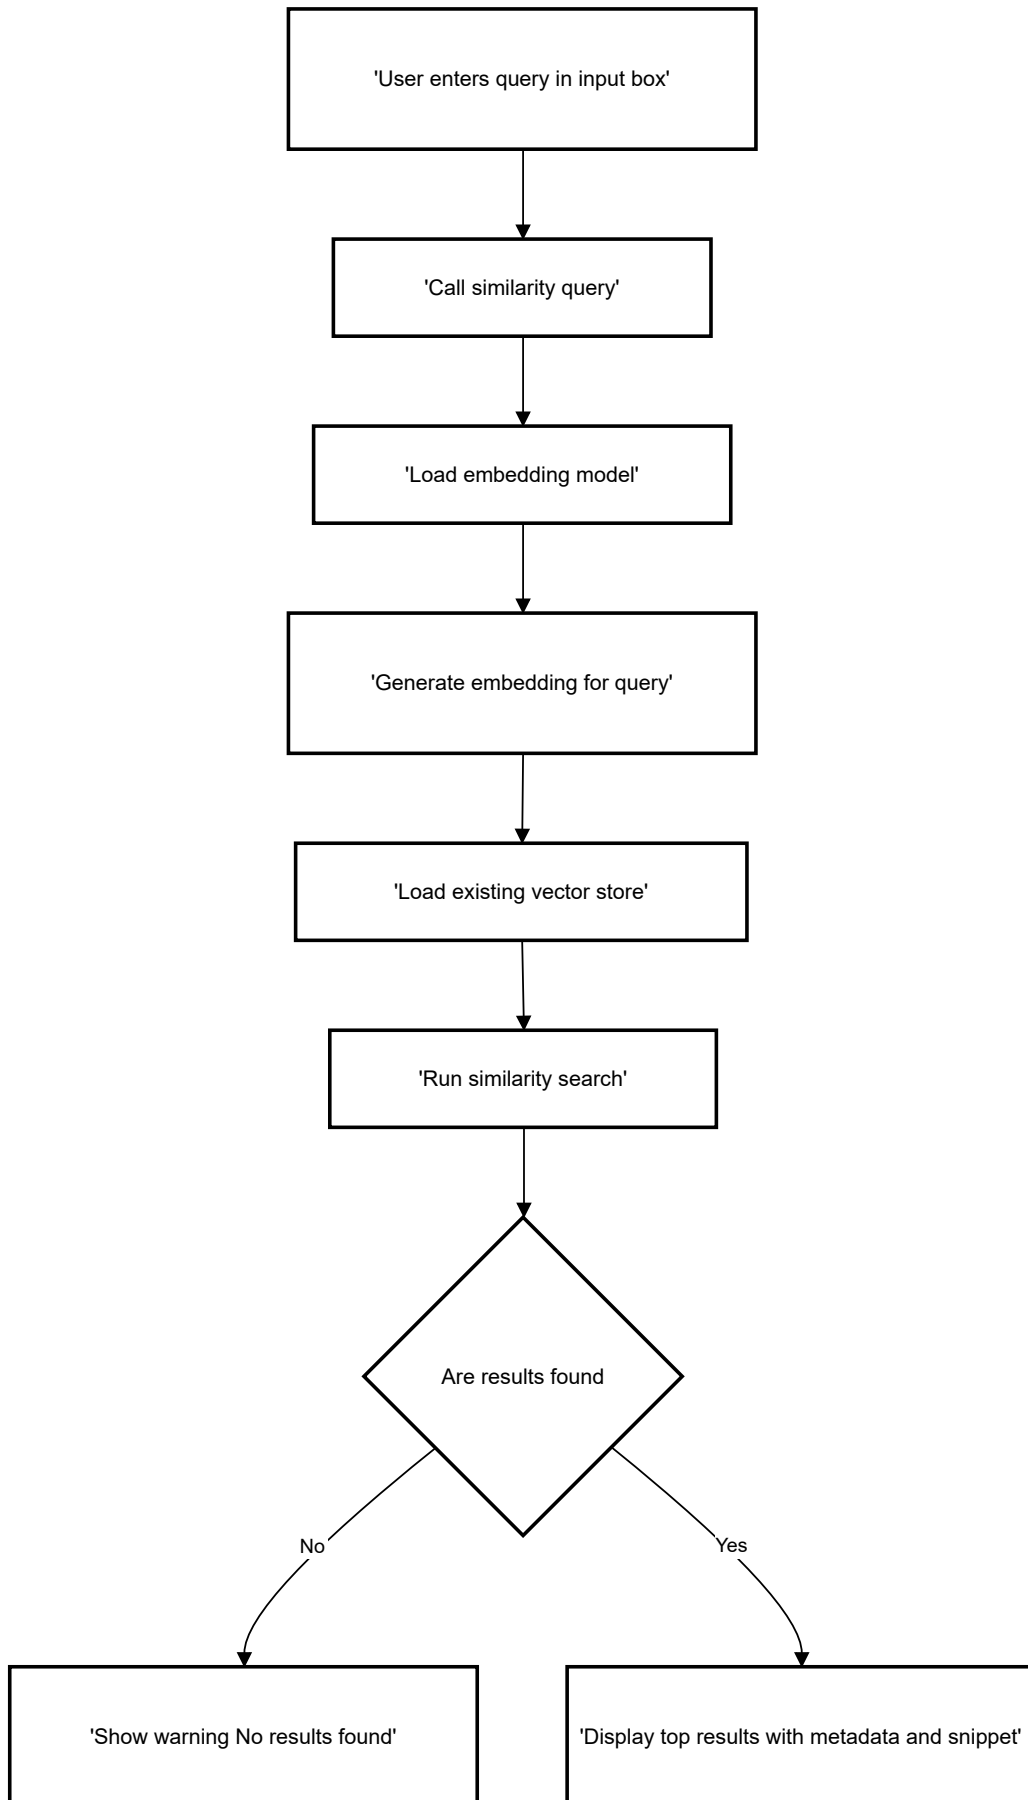 'User enters query in input box'
'Call similarity query'
'Load embedding model'
'Generate embedding for query'
'Load existing vector store'
'Run similarity search'
Are results found
No
Yes
'Show warning No results found'
'Display top results with metadata and snippet'